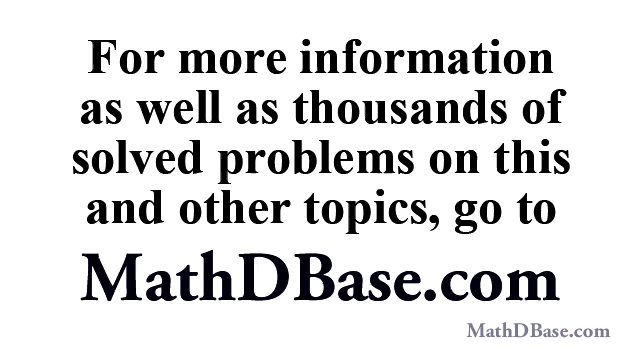 For more information
as well as thousands of
solved problems on this
and other topics, go to
MathDBase.com
MathDBase.com